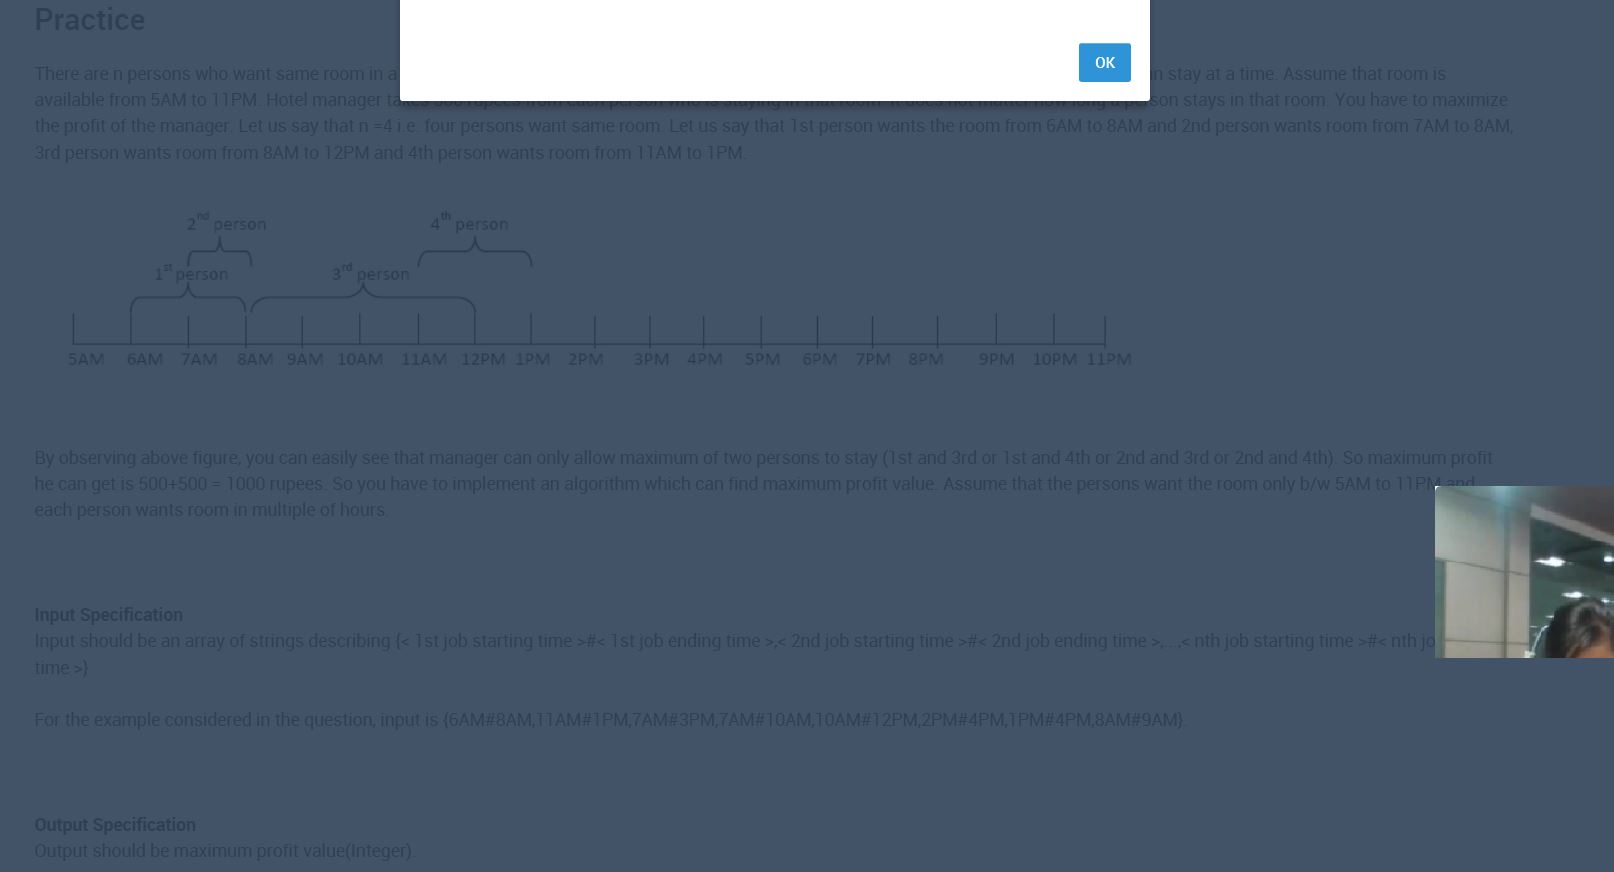 Practice
OK
There are n persons who want same room in a
n stay at a time. Assume that room is
available from 5AM to 11PM. Hotel manager takes 500 rupees from each person who is staying in that room. It does not matter how long a person stays in that room. You have to maximize
the profit of the manager. Let us say that n =4 i.e. four persons want same room. Let us say that 1st person wants the room from 6AM to 8AM and 2nd person wants room from 7AM to 8AM,
3rd person wants room from 8AM to 12PM and 4th person wants room from 11AM to 1PM.
2nd person 4th person
1st person 3rd person
5AM 6AM 7AM 8AM 9AM 10AM 11AM 12PM 1PM 2PM 3PM 4PM 5PM 6PM 7PM 8PM 9PM 10PM 11PM
By observing above figure, you can easily see that manager can only allow maximum of two persons to stay (1st and 3rd or 1st and 4th or 2nd and 3rd or 2nd and 4th). So maximum profit
he can get is 500+500 = 1000 rupees. So you have to implement an algorithm which can find maximum profit value. Assume that the persons want the room only b/w 5AM to 11PM and
each person wants room in multiple of hours.
Input Specification
Input should be an array of strings describing {< 1st job starting time >#< 1st job ending time >,< 2nd job starting time >#< 2nd job ending time >,...,< nth job starting time >#< nth jo
time >}
For the example considered in the question, input is {6AM#8AM,11AM#1PM,7AM#3PM,7AM#10AM,10AM#12PM,2PM#4PM,1PM#4PM,8AM#9AM}.
Output Specification
Output should be maximum profit value(Integer).